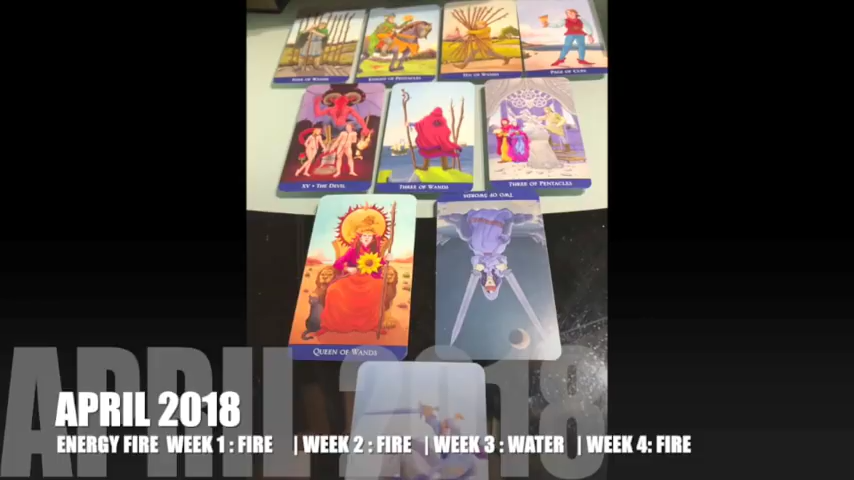 NINE OF WANDS
KNIGHT OF PENTACLES
TEN OF WANDS
PAGE OF CUPS
XV • THE DEVIL
THREE OF WANDS
THREE OF PENTACLES
TWO OF SWORDS
QUEEN OF WANDS
APRIL 2018
APRIL 2018
ENERGY FIRE WEEK 1 : FIRE | WEEK 2 : FIRE | WEEK 3 : WATER | WEEK 4: FIRE